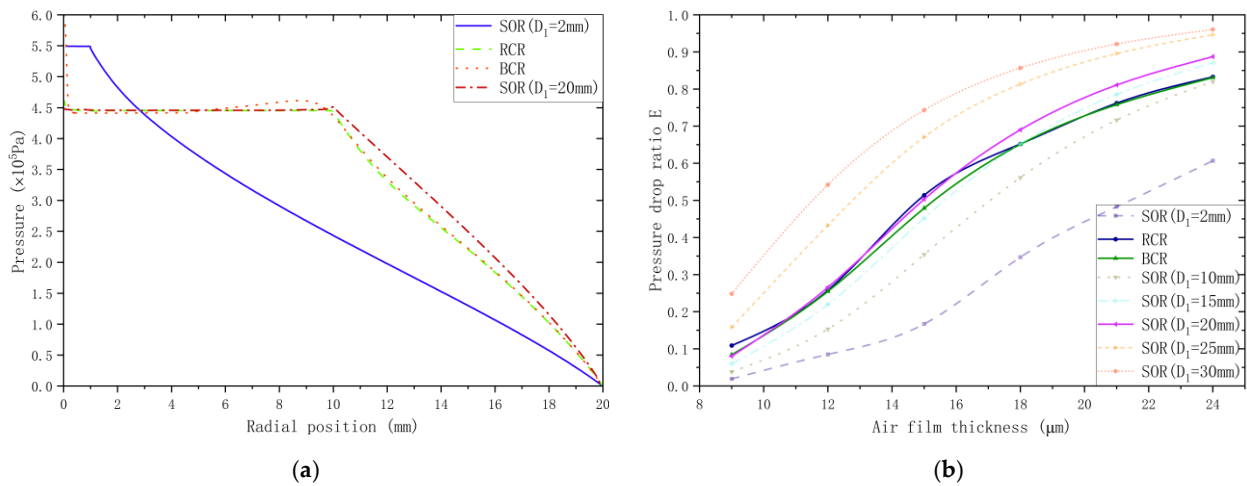 SOR(D₁=2mm)
RCR
BCR
SOR(D₁=20mm)
Pressure (×10⁵Pa)
6.0
5.5
5.0
4.5
4.0
3.5
3.0
2.5
2.0
1.5
1.0
0.5
0.0
0 2 4 6 8 10 12 14 16 18 20
Radial position (mm)
(a)
Pressure drop ratio E
1.0
0.9
0.8
0.7
0.6
0.5
0.4
0.3
0.2
0.1
0.0
SOR(D₁=2mm)
RCR
BCR
SOR(D₁=10mm)
SOR(D₁=15mm)
SOR(D₁=20mm)
SOR(D₁=25mm)
SOR(D₁=30mm)
8 10 12 14 16 18 20 22 24
Air film thickness (μm)
(b)